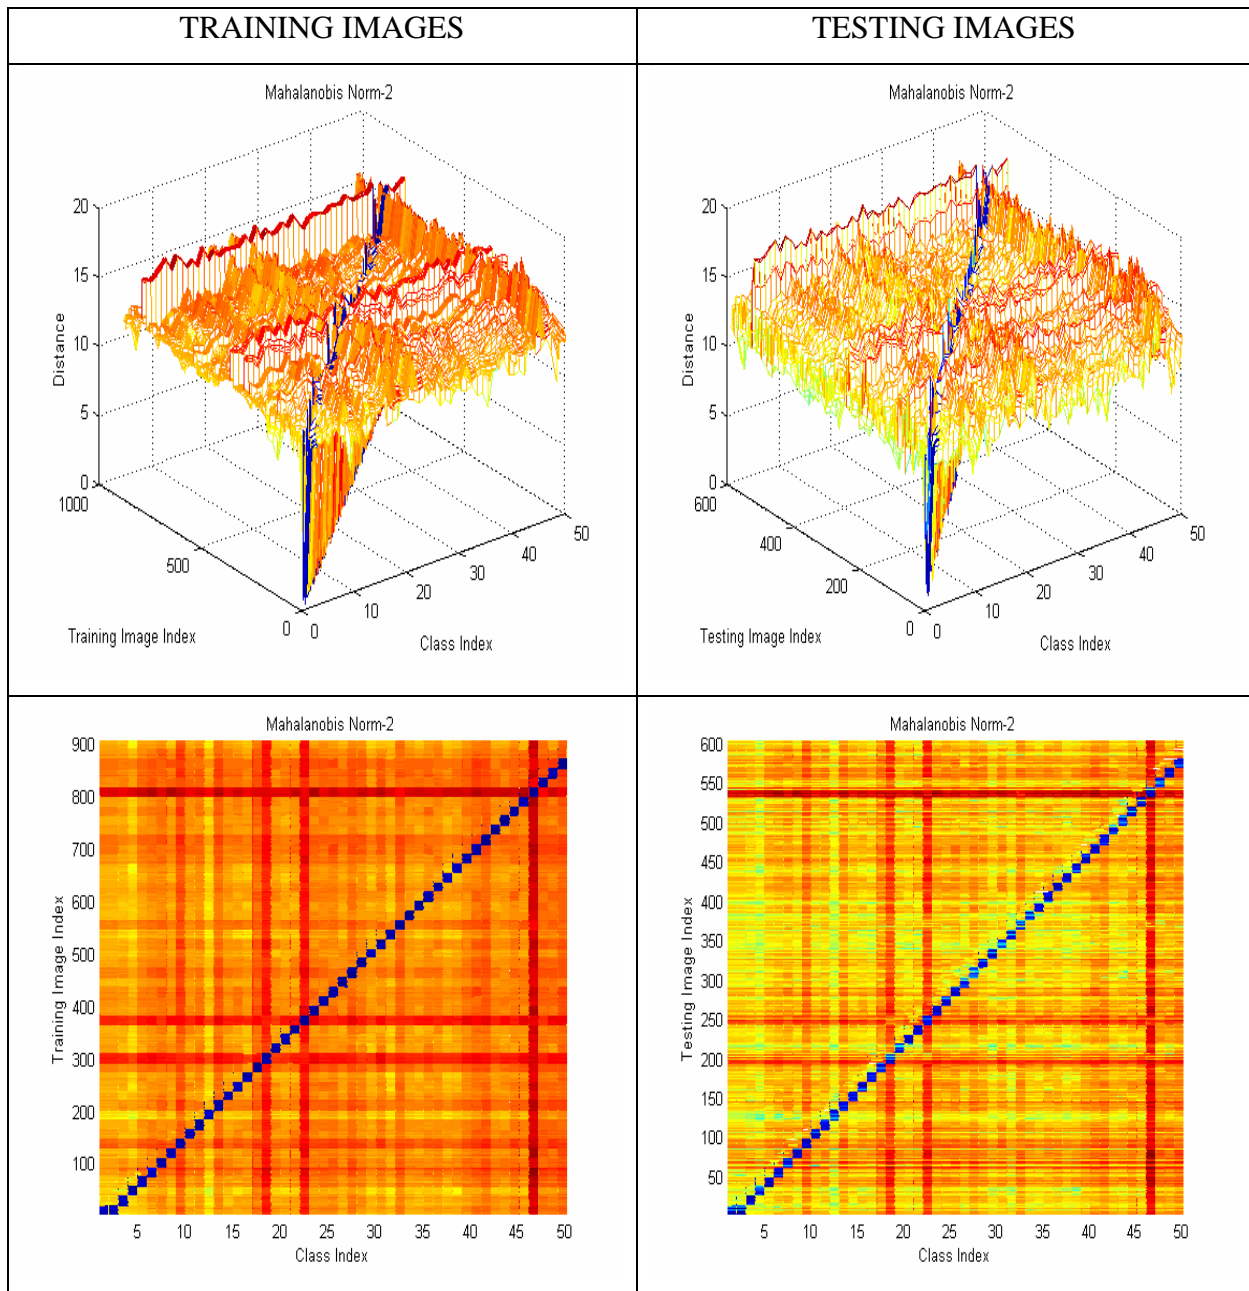 TRAINING IMAGES
TESTING IMAGES
Mahalanobis Norm-2
20
15
10
5
0
Distance
1000
500
0
Training Image Index
0
10
20
30
40
50
Class Index
Mahalanobis Norm-2
20
15
10
5
0
Distance
600
400
200
0
Testing Image Index
0
10
20
30
40
50
Class Index
Mahalanobis Norm-2
900
800
700
600
500
400
300
200
100
Training Image Index
5 10 15 20 25 30 35 40 45 50
Class Index
Mahalanobis Norm-2
600
550
500
450
400
350
300
250
200
150
100
50
Testing Image Index
5 10 15 20 25 30 35 40 45 50
Class Index